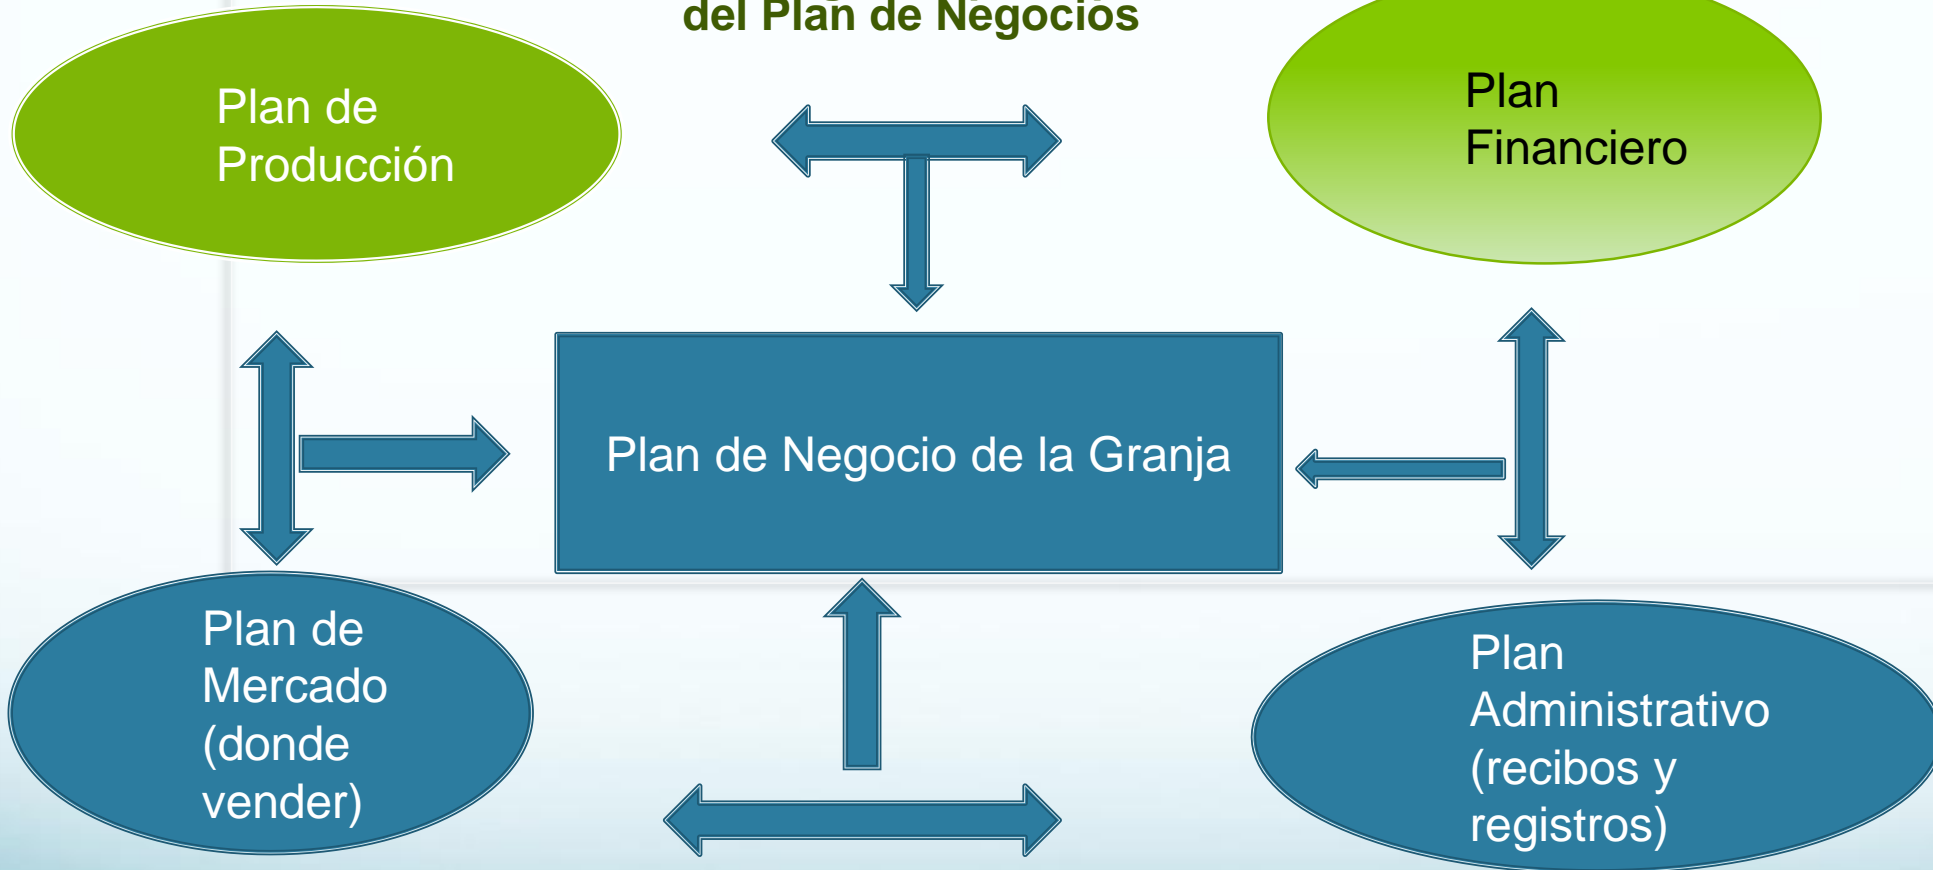 del Plan de Negocios
Plan de
Producción
Plan
Financiero
Plan de Negocio de la Granja
Plan de
Mercado
(donde
vender)
Plan
Administrativo
(recibos y
registros)